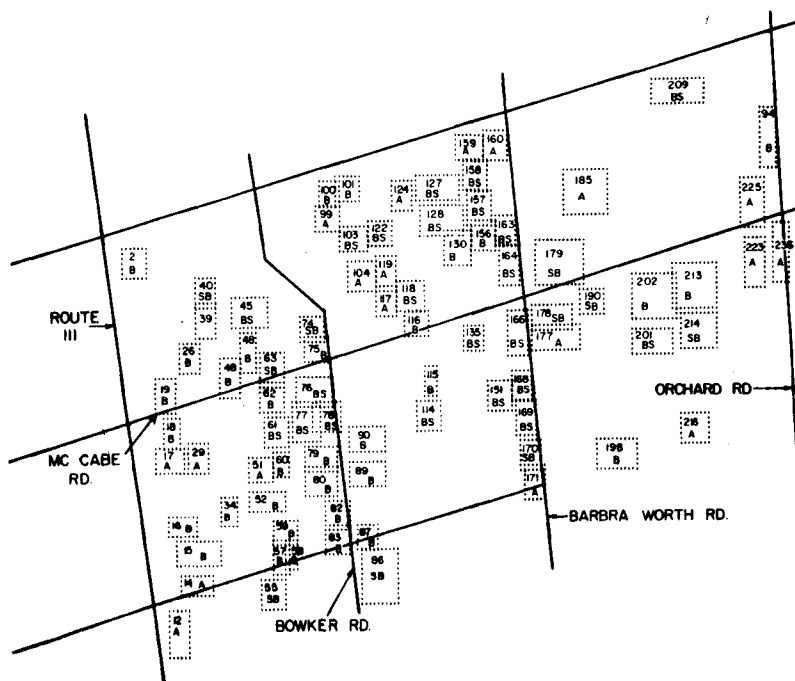 209
BS
94
B
159
A
160
A
158
BS
185
A
225
A
100
B
101
B
124
A
127
BS
157
BS
99
A
128
BS
163
BS
103
BS
122
BS
156
B
130
B
223
A
236
A
2
B
164
BS
179
SB
104
A
119
A
202
B
213
B
40
SB
118
BS
190
SB
117
A
39
45
BS
178 SB
166
BS
ROUTE
III
74
SB
116
B
201
BS
214
SB
135
BS
177 A
75
B
26
B
48
B
63
SB
48
B
115
B
168
BS
ORCHARD RD.
19
B
62
B
76
BS
151
BS
114
BS
77
BS
78
BS
169
BS
18
B
61
BS
90
B
216
A
MC CABE
RD.
17
A
29
A
51
A
60
B
79
B
170
SB
198
B
80
B
89
B
171
A
34
B
52
B
82
B
BARBRA WORTH RD.
16
B
56
B
15
B
57
B
83
B
87
B
86
SB
14 A
55
SB
12
A
BOWKER RD.